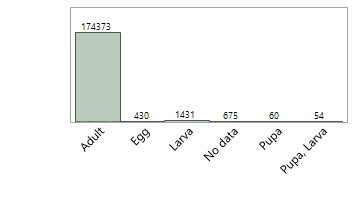 174373
430
1431
675
60
54
Adult
Egg
Larva
No data
Pupa
Pupa, Larva